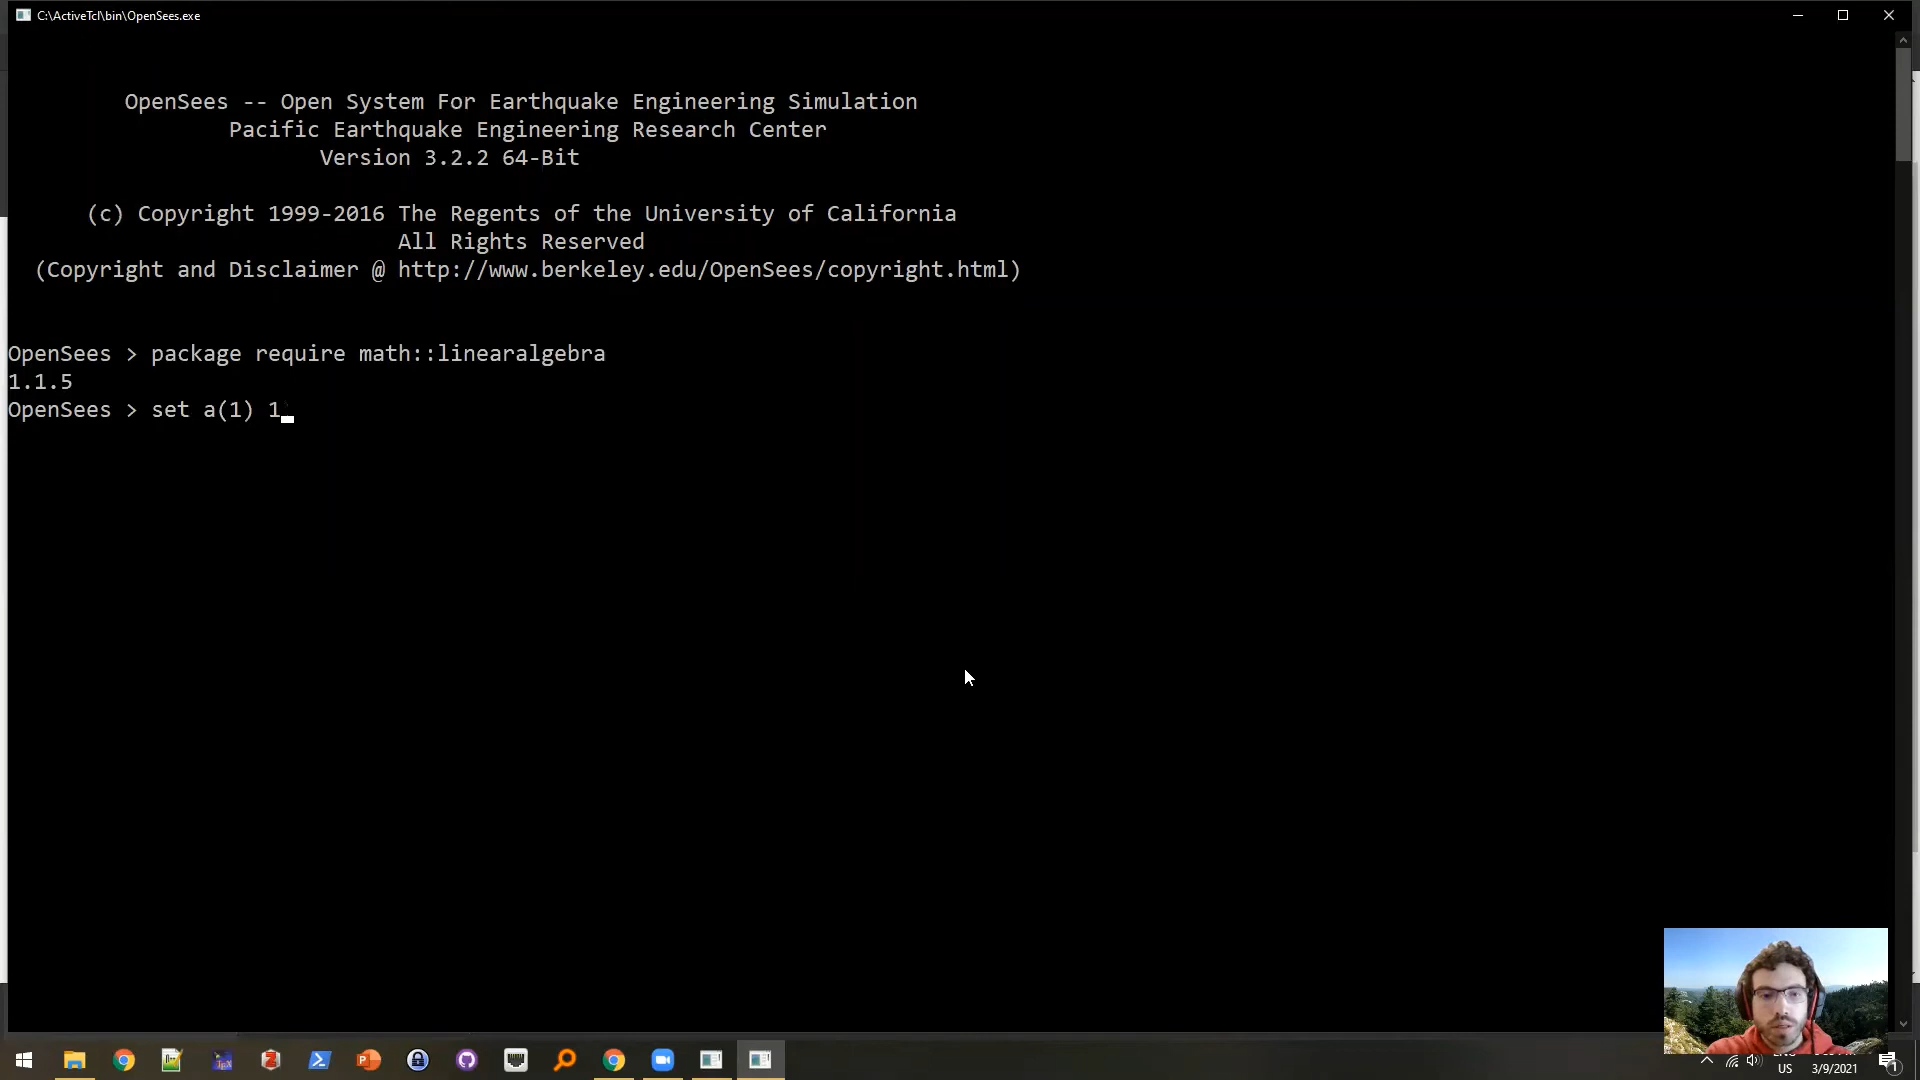 C:\ActiveTcl\bin\OpenSees.exe
OpenSees -- Open System For Earthquake Engineering Simulation
Pacific Earthquake Engineering Research Center
Version 3.2.2 64-Bit
(c) Copyright 1999-2016 The Regents of the University of California
All Rights Reserved
(Copyright and Disclaimer @ http://www.berkeley.edu/OpenSees/copyright.html)
OpenSees > package require math::linearalgebra
1.1.5
OpenSees > set a(1) 1
US 3/9/2021
1